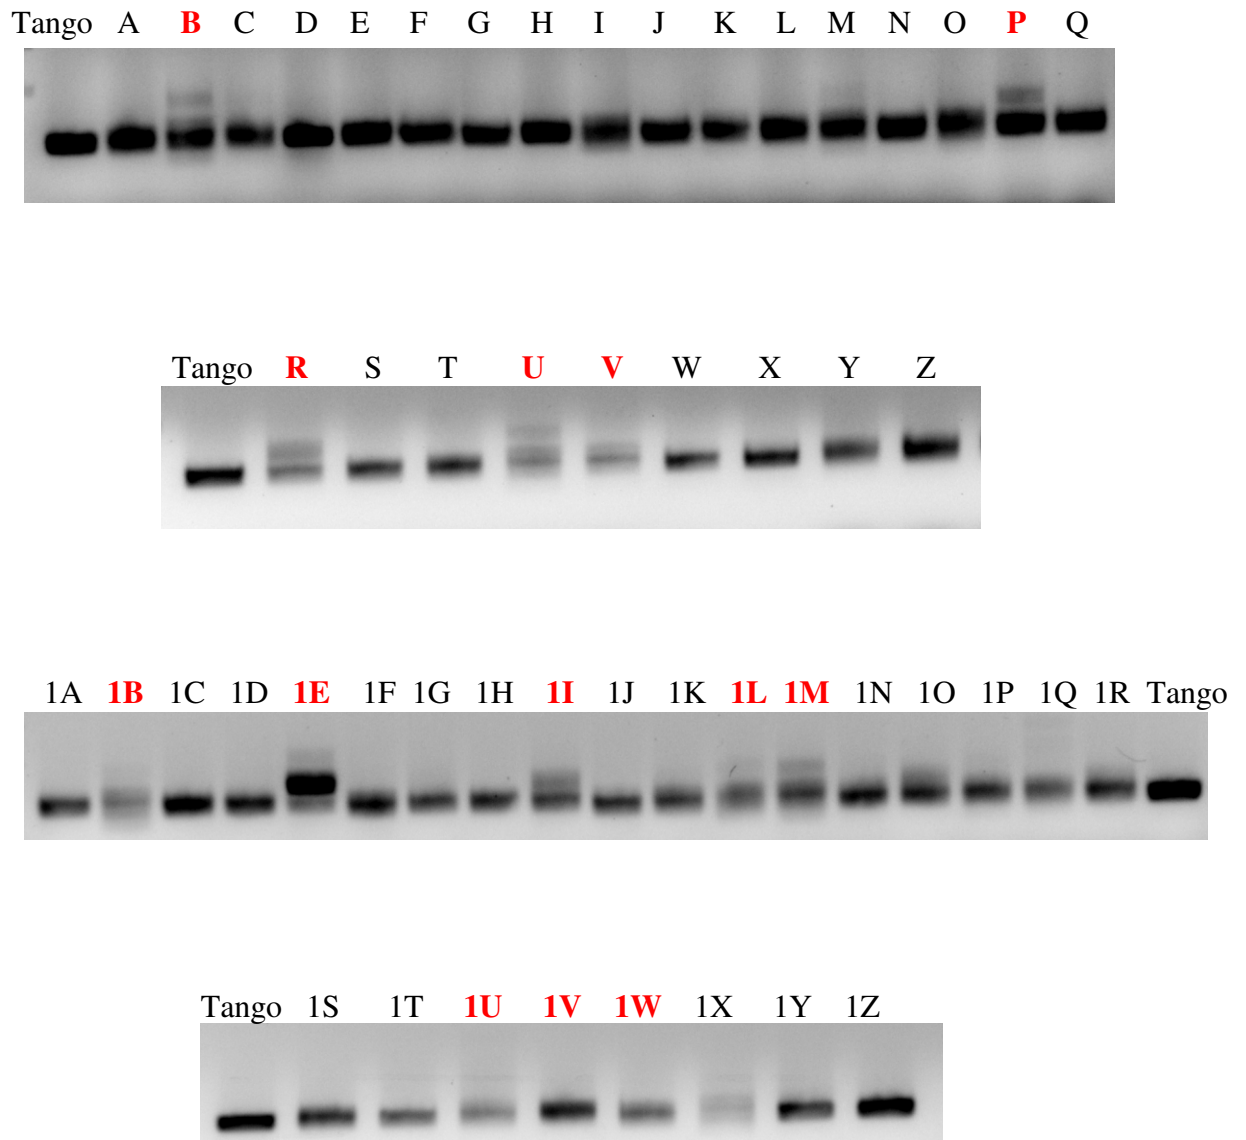 Tango A B C D E F G H I J K L M N O P Q
Tango R S T U V W X Y Z
1A 1B 1C 1D 1E 1F 1G 1H 1I 1J 1K 1L 1M 1N 1O 1P 1Q 1R Tango
Tango 1S 1T 1U 1V 1W 1X 1Y 1Z